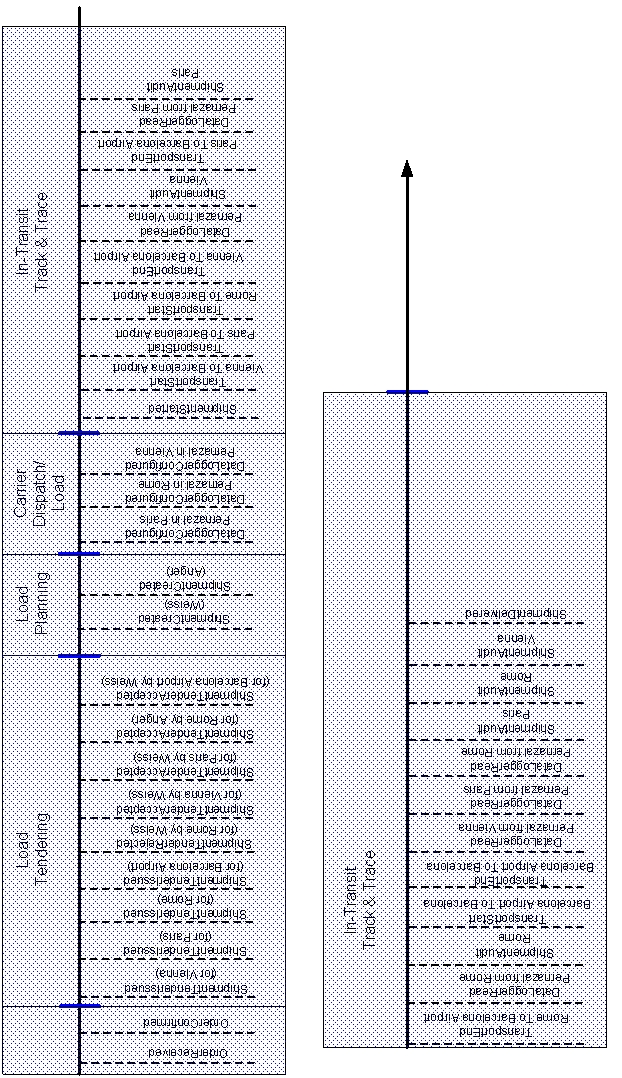 OrderReceived
OrderConfirmed
Load
Tendering
ShipmentTenderIssued
(for Vienna)
ShipmentTenderIssued
(for Paris)
ShipmentTenderIssued
(for Rome)
ShipmentTenderIssued
(for Barcelona Airport)
ShipmentTenderRejected
(for Rome by Weiss)
ShipmentTenderAccepted
(for Vienna by Weiss)
ShipmentTenderAccepted
(for Paris by Weiss)
ShipmentTenderAccepted
(for Rome by Anger)
ShipmentTenderAccepted
(for Barcelona Airport by Weiss)
Load
Planning
ShipmentCreated
(Weiss)
ShipmentCreated
(Anger)
Carrier
Dispatch/
Load
DataLoggerConfigured
Pemazal in Paris
DataLoggerConfigured
Pemazal in Rome
DataLoggerConfigured
Pemazal in Vienna
In-Transit
Track & Trace
ShipmentStarted
TransportStart
Vienna To Barcelona Airport
TransportStart
Paris To Barcelona Airport
TransportStart
Rome To Barcelona Airport
TransportEnd
Vienna To Barcelona Airport
DataLoggerRead
Pemazal from Vienna
ShipmentAudit
Vienna
TransportEnd
Paris To Barcelona Airport
DataLoggerRead
Pemazal from Paris
ShipmentAudit
Paris
In-Transit
Track & Trace
TransportEnd
Rome To Barcelona Airport
DataLoggerRead
Pemazal from Rome
ShipmentAudit
Rome
TransportStart
Barcelona Airport To Barcelona
TransportEnd
Barcelona Airport To Barcelona
DataLoggerRead
Pemazal from Vienna
DataLoggerRead
Pemazal from Paris
DataLoggerRead
Pemazal from Rome
ShipmentAudit
Paris
ShipmentAudit
Rome
ShipmentAudit
Vienna
ShipmentDelivered